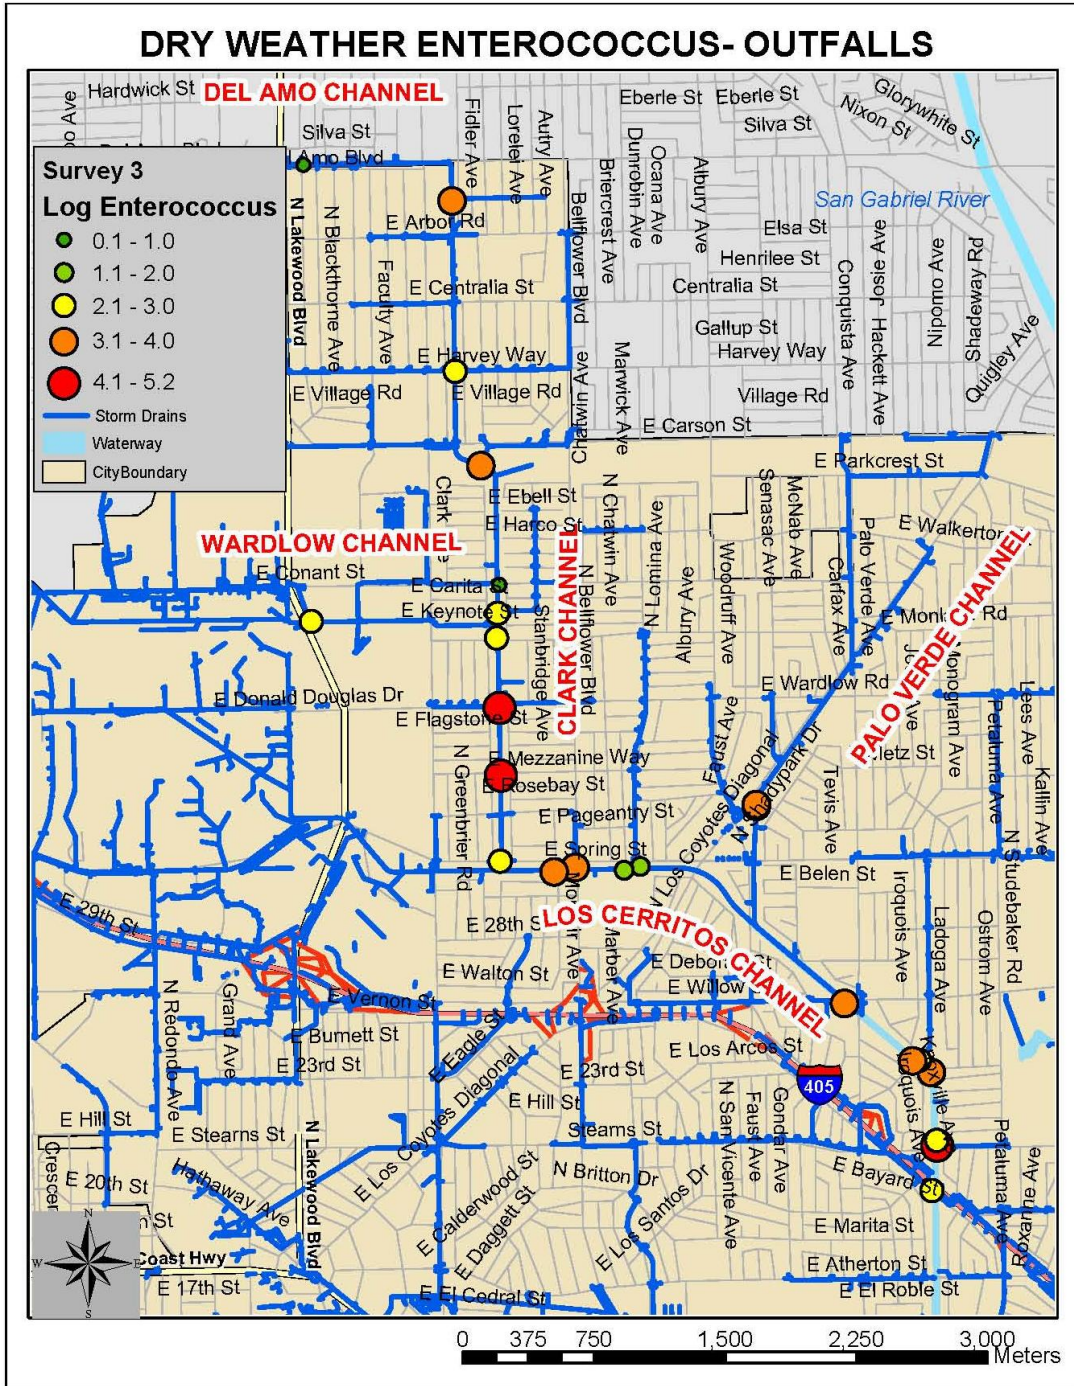 DRY WEATHER ENTEROCOCCUS- OUTFALLS
Hardwick St
DEL AMO CHANNEL
Silva St
Amo Blvd
Fidler Ave
Lorelei Ave
Autry Ave
Eberle St
Eberle St
Silva St
Nixon St
Glorywhite St
Dunrobin Ave
Ocana Ave
Briercrest Ave
Albury Ave
San Gabriel River
Survey 3
Log Enterococcus
0.1 - 1.0
1.1 - 2.0
2.1 - 3.0
3.1 - 4.0
4.1 - 5.2
Storm Drains
Waterway
CityBoundary
N Lakewood Blvd
N Blackthorne Ave
Faculty Ave
E Arbor Rd
Bellflower Blvd
Elsa St
Henrilee St
E Centralia St
Centralia St
Gallup St
Harvey Way
Conquista Ave
Josie Ave
Hackett Ave
Nipomo Ave
Shadeway Rd
Quigley Ave
E Harvey Way
E Village Rd
E Village Rd
Village Rd
Chatwin Ave
Marwick Ave
E Carson St
E Parkcrest St
Clark
E Ebell St
E Harco St
N Chatwin Ave
N Lomina Ave
Senasac Ave
McNab Ave
E Walkerton
WARDLOW CHANNEL
E Conant St
E Carita St
E Keynote St
CLARK CHANNEL
Stanbridge Ave
N Bellflower Blvd
Albury Ave
Woodruff Ave
Carfax Ave
Palo Verde Ave
PALO VERDE CHANNEL
Rd
E Donald Douglas Dr
E Flagstone St
E Wardlow Rd
Monogram Ave
Petaluma Ave
Lees Ave
Metz St
N Greenbrier Rd
E Mezzanine Way
E Rosebay St
E Pageantry St
E Spring St
Faust Ave
N Los Coyotes Diagonal
N Shadypark Dr
Tevis Ave
Kallin Ave
N Studebaker Rd
E Belen St
E 29th St
E 28th St
LOS CERRITOS CHANNEL
Marber Ave
Iroquois Ave
Ladoga Ave
Ostrom Ave
E Walton St
E Willow
E Vernon St
N Redondo Ave
Grand Ave
E Burnett St
E 23rd St
E Eagle St
E 23rd St
E Los Arcos St
405
Iroquois Ave
E Hill St
E Stearns St
N Lakewood Blvd
E Los Coyotes Diagonal
E Hill St
Stearns St
N San Vicente Ave
Faust Ave
Gondar Ave
Petaluma Ave
Roxanne Ave
E 20th St
Hathaway Ave
E Calderwood St
E Daggett St
N Britton Dr
E Los Santos Dr
E Bayard St
E Marita St
n St
Coast Hwy
E 17th St
E El Cedral St
E Atherton St
E El Roble St
N
W
E
S
0 375 750 1,500 2,250 3,000
Meters